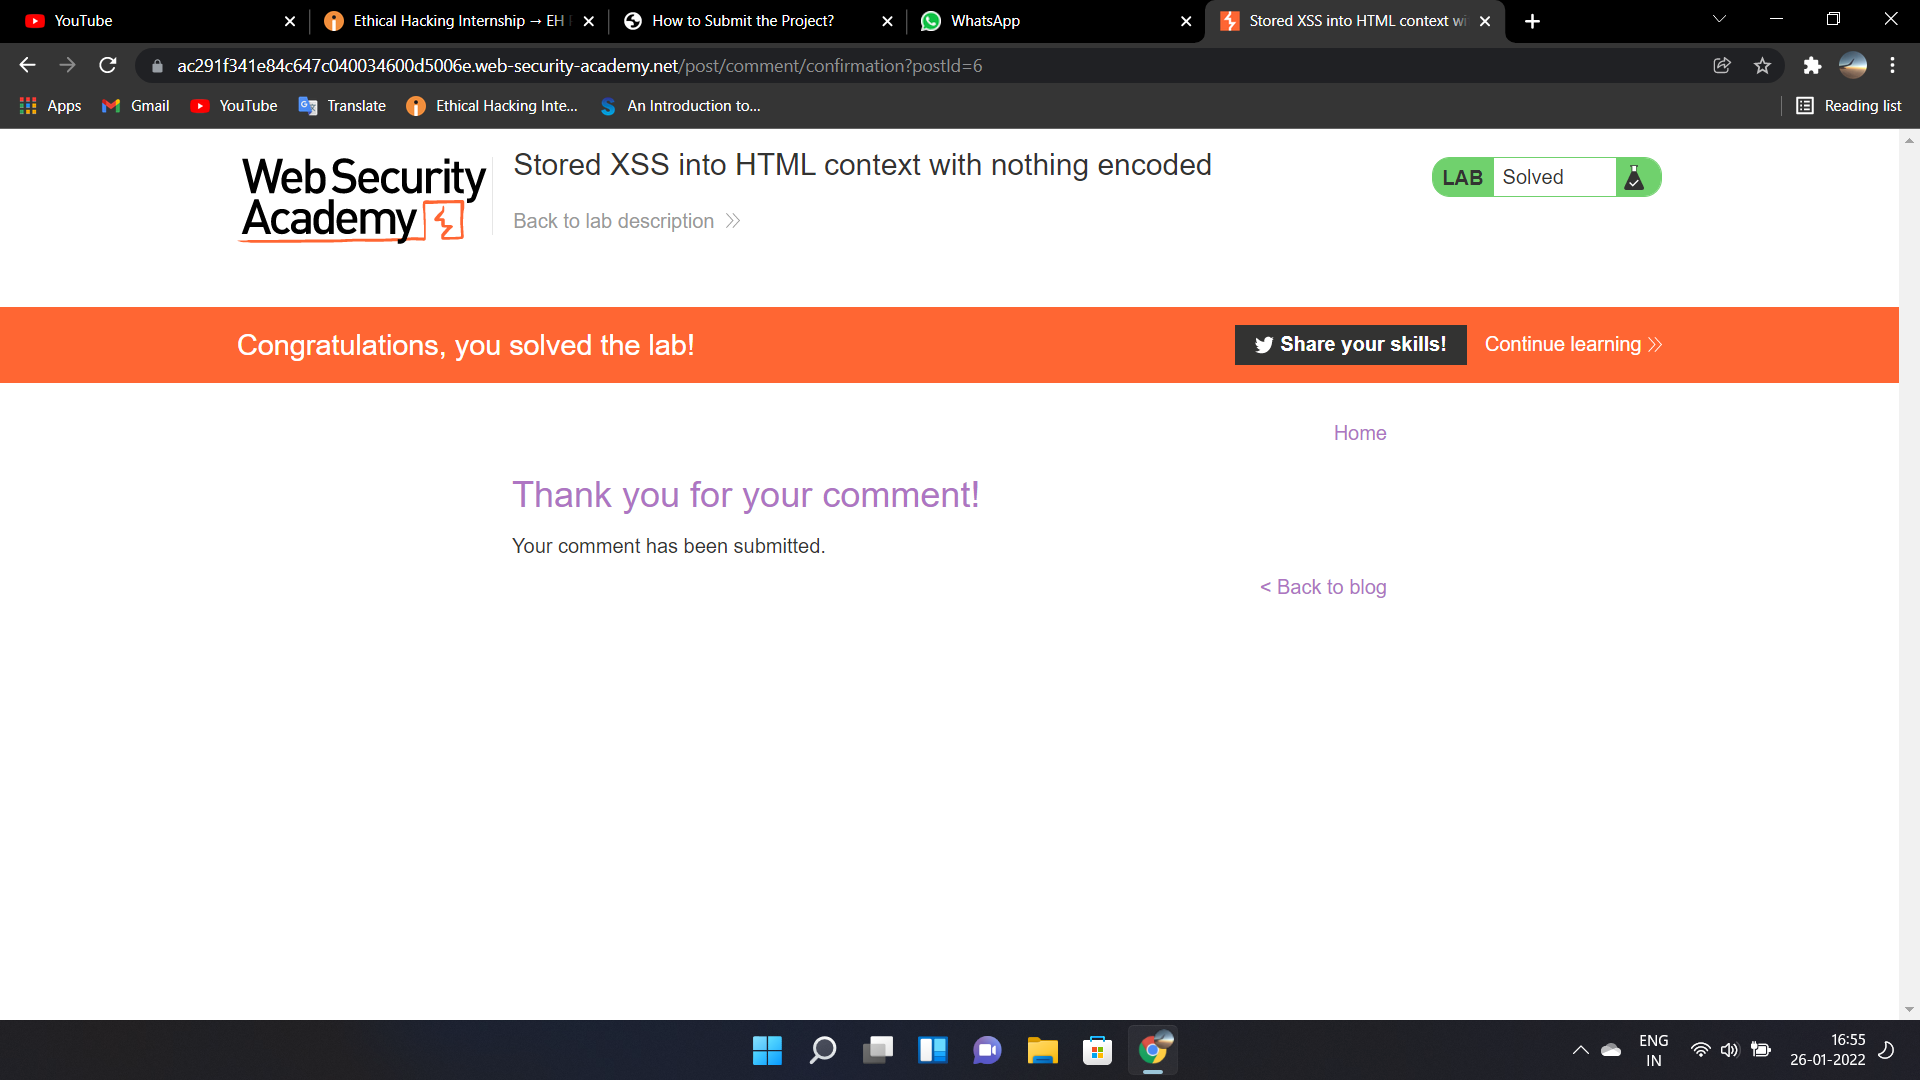 YouTube
Ethical Hacking Internship → EH
How to Submit the Project?
WhatsApp
Stored XSS into HTML context wi
ac291f341e84c647c040034600d5006e.web-security-academy.net/post/comment/confirmation?postId=6
Apps
Gmail
YouTube
Translate
Ethical Hacking Inte...
An Introduction to...
Reading list
Web Security
Academy
Stored XSS into HTML context with nothing encoded
Back to lab description
LAB
Solved
Congratulations, you solved the lab!
Share your skills!
Continue learning
Home
Thank you for your comment!
Your comment has been submitted.
< Back to blog
ENG
IN
16:55
26-01-2022